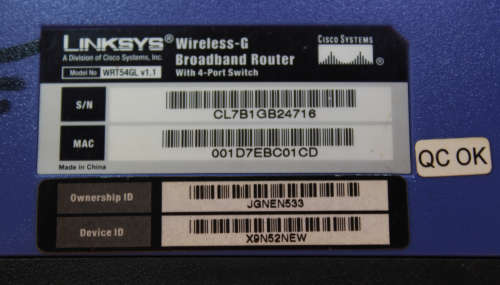 LINKSYS® Wireless-G
A Division of Cisco Systems, Inc. Broadband Router
Model No WRT54GL v1.1 With 4-Port Switch
CISCO SYSTEMS
®
S/N
CL7B1GB24716
MAC
001D7EBC01CD
Made in China
QC OK
Ownership ID
JGNEN533
Device ID
X9N52NEW